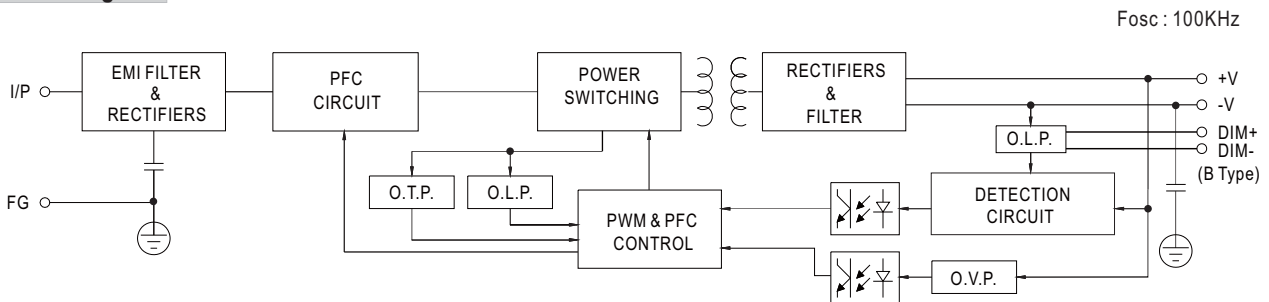 Fosc : 100KHz
I/P
EMI FILTER
&
RECTIFIERS
PFC
CIRCUIT
POWER
SWITCHING
RECTIFIERS
&
FILTER
+V
-V
DIM+
DIM-
(B Type)
O.L.P.
FG
O.T.P.
O.L.P.
PWM & PFC
CONTROL
DETECTION
CIRCUIT
O.V.P.